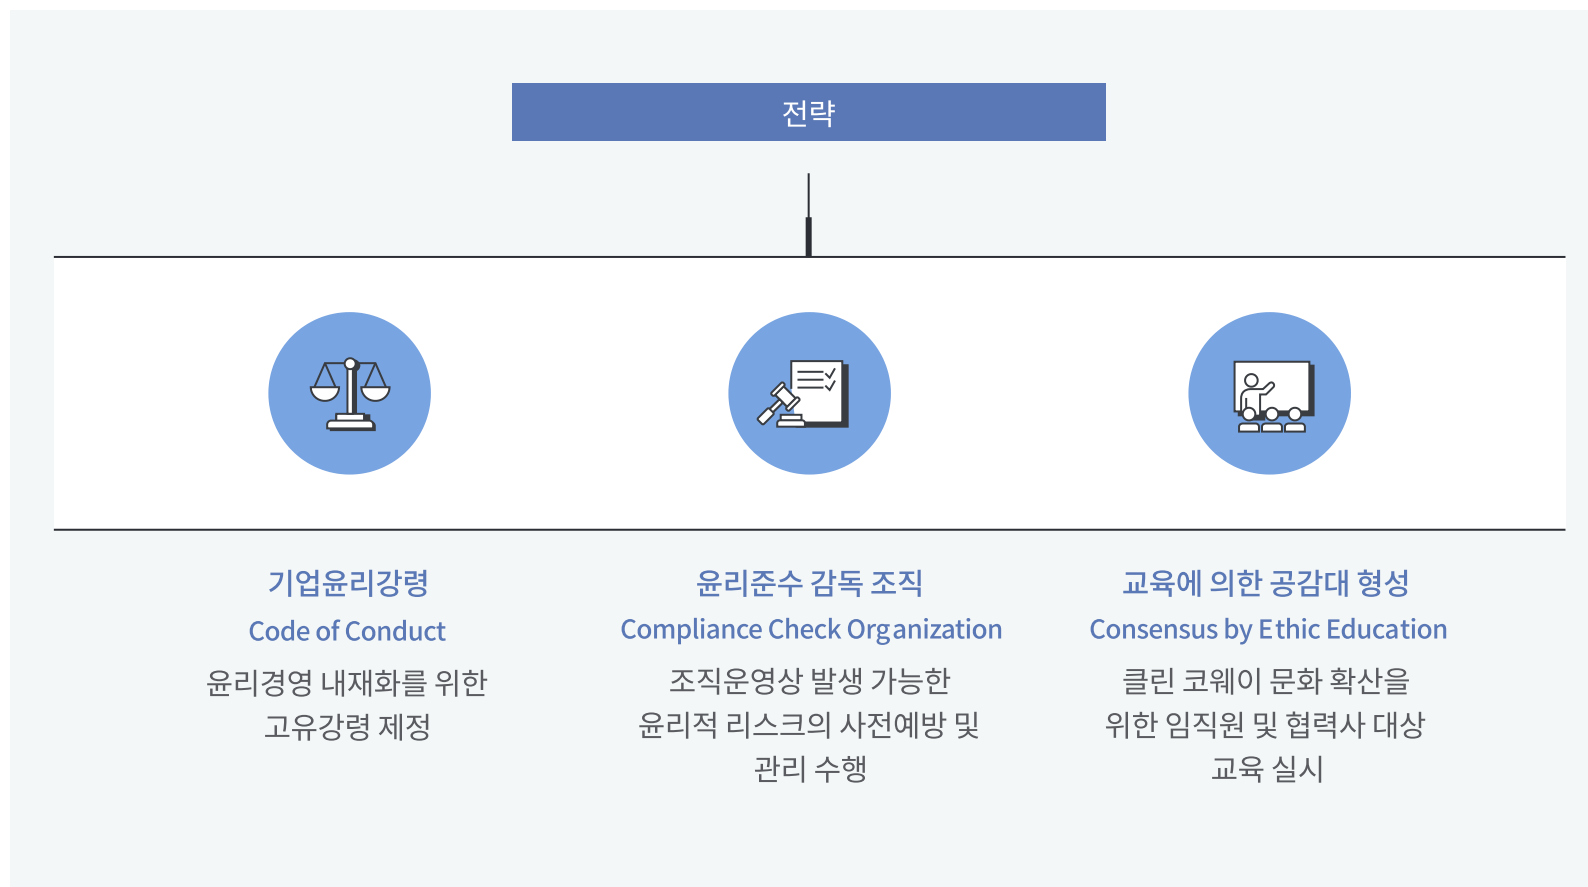 전략
기업윤리강령
Code of Conduct
윤리경영 내재화를 위한
고유강령 제정
윤리준수 감독 조직
Compliance Check Organization
조직운영상 발생 가능한
윤리적 리스크의 사전예방 및
관리 수행
교육에 의한 공감대 형성
Consensus by Ethic Education
클린 코웨이 문화 확산을
위한 임직원 및 협력사 대상
교육 실시